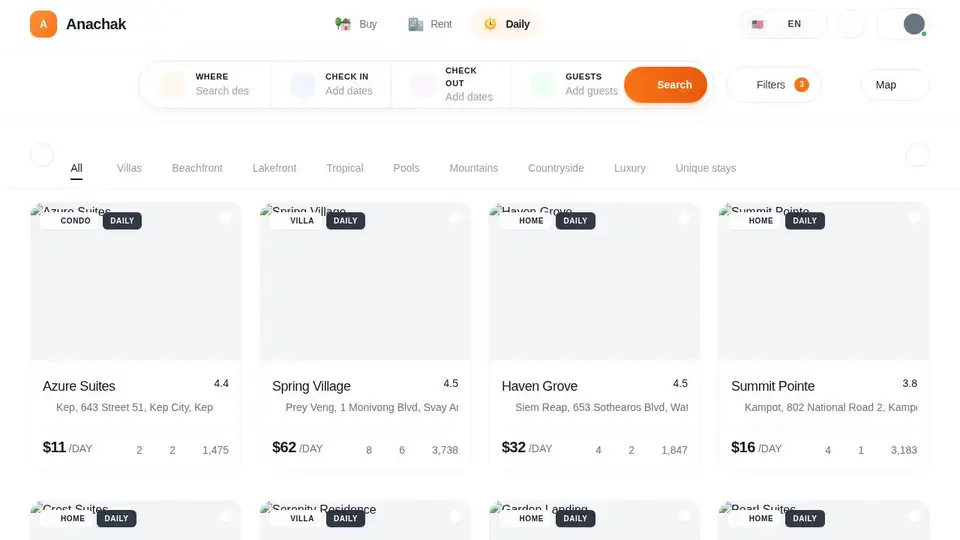 A Anachak
Buy
Rent
Daily
EN
WHERE
Search des
CHECK IN
Add dates
CHECK OUT
Add dates
GUESTS
Add guests
Search
Filters 3
Map
All
Villas
Beachfront
Lakefront
Tropical
Pools
Mountains
Countryside
Luxury
Unique stays
Azure Suites
CONDO DAILY
Spring Village
VILLA DAILY
Haven Grove
HOME DAILY
Summit Pointe
HOME DAILY
Azure Suites 4.4
Kep, 643 Street 51, Kep City, Kep
$11 /DAY 2 2 1,475
Spring Village 4.5
Prey Veng, 1 Monivong Blvd, Svay
$62 /DAY 8 6 3,738
Haven Grove 4.5
Siem Reap, 653 Sothearos Blvd, Wat
$32 /DAY 4 2 1,847
Summit Pointe 3.8
Kampot, 802 National Road 2, Kamp
$16 /DAY 4 1 3,183
Crest Suites
HOME DAILY
Serenity Residence
VILLA DAILY
Garden Landing
HOME DAILY
Pearl Suites
HOME DAILY